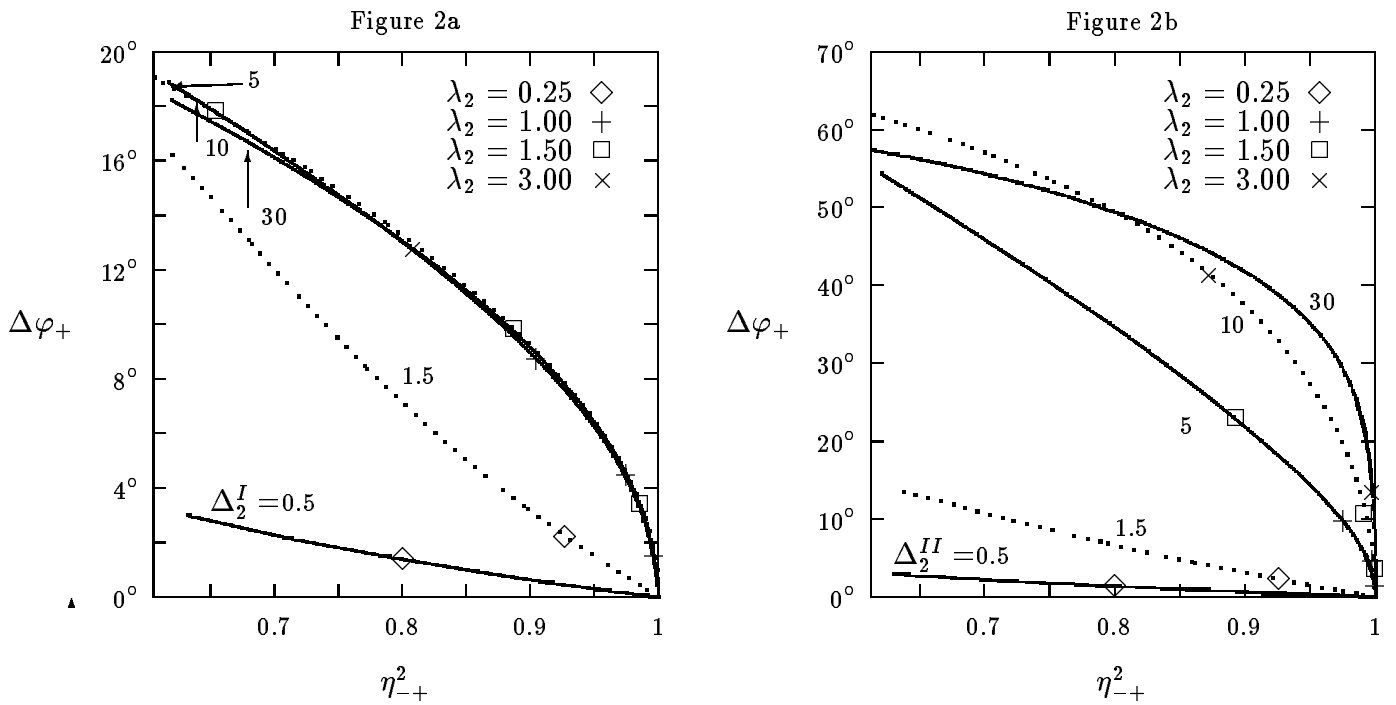 Figure 2a
20°
16°
12°
8°
4°
0°
Δφ₊
5
10
30
1.5
Δ₂ᴵ =0.5
λ₂ = 0.25 ◇
λ₂ = 1.00 +
λ₂ = 1.50 □
λ₂ = 3.00 ×
0.7 0.8 0.9 1
η²₋₊
Figure 2b
70°
60°
50°
40°
30°
20°
10°
0°
Δφ₊
λ₂ = 0.25 ◇
λ₂ = 1.00 +
λ₂ = 1.50 □
λ₂ = 3.00 ×
30
10
5
1.5
Δ₂ᴵᴵ =0.5
0.7 0.8 0.9 1
η²₋₊